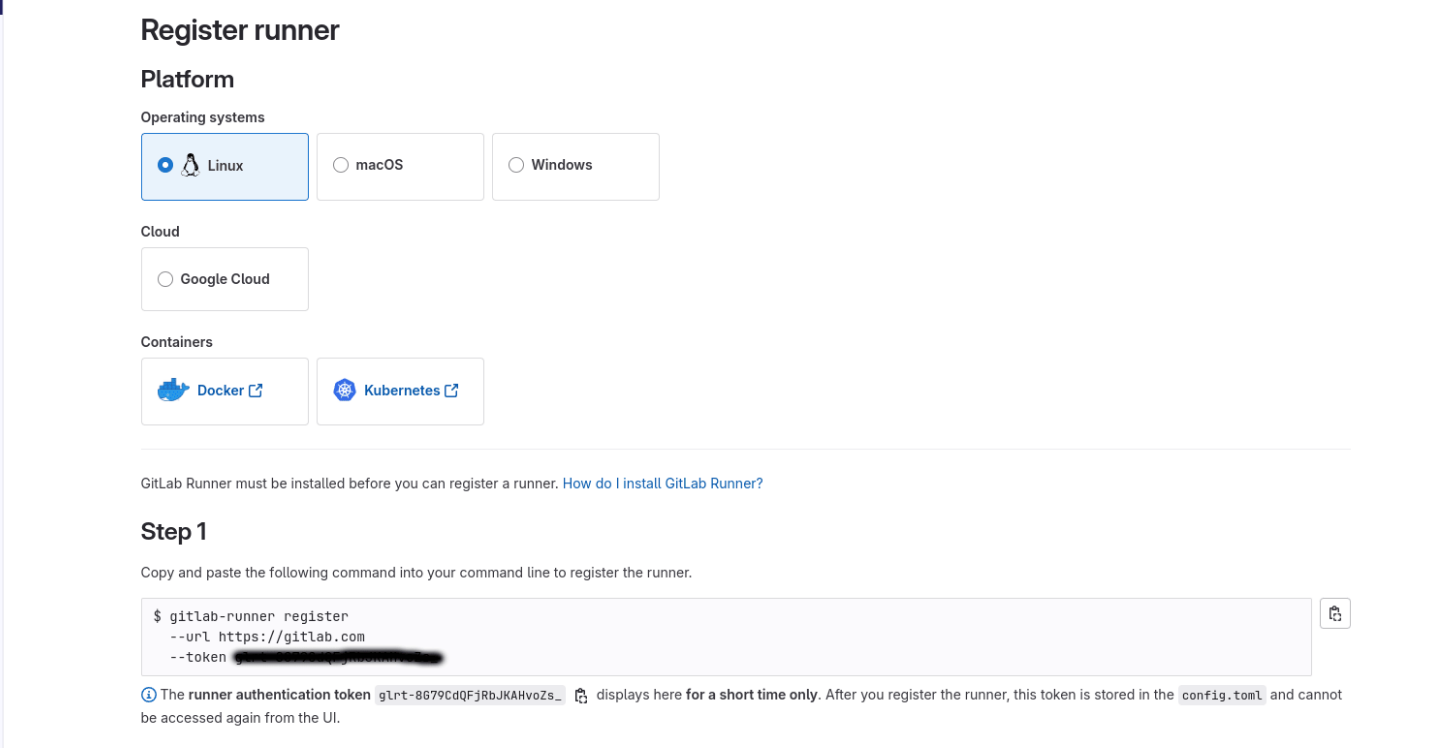 Register runner
Platform
Operating systems
Linux
macOS
Windows
Cloud
Google Cloud
Containers
Docker
Kubernetes
GitLab Runner must be installed before you can register a runner. How do I install GitLab Runner?
Step 1
Copy and paste the following command into your command line to register the runner.
$ gitlab-runner register
--url https://gitlab.com
--token
The runner authentication token glrt-8G79CdQFjRbJKAHvoZs_ displays here for a short time only. After you register the runner, this token is stored in the config.toml and cannot
be accessed again from the UI.